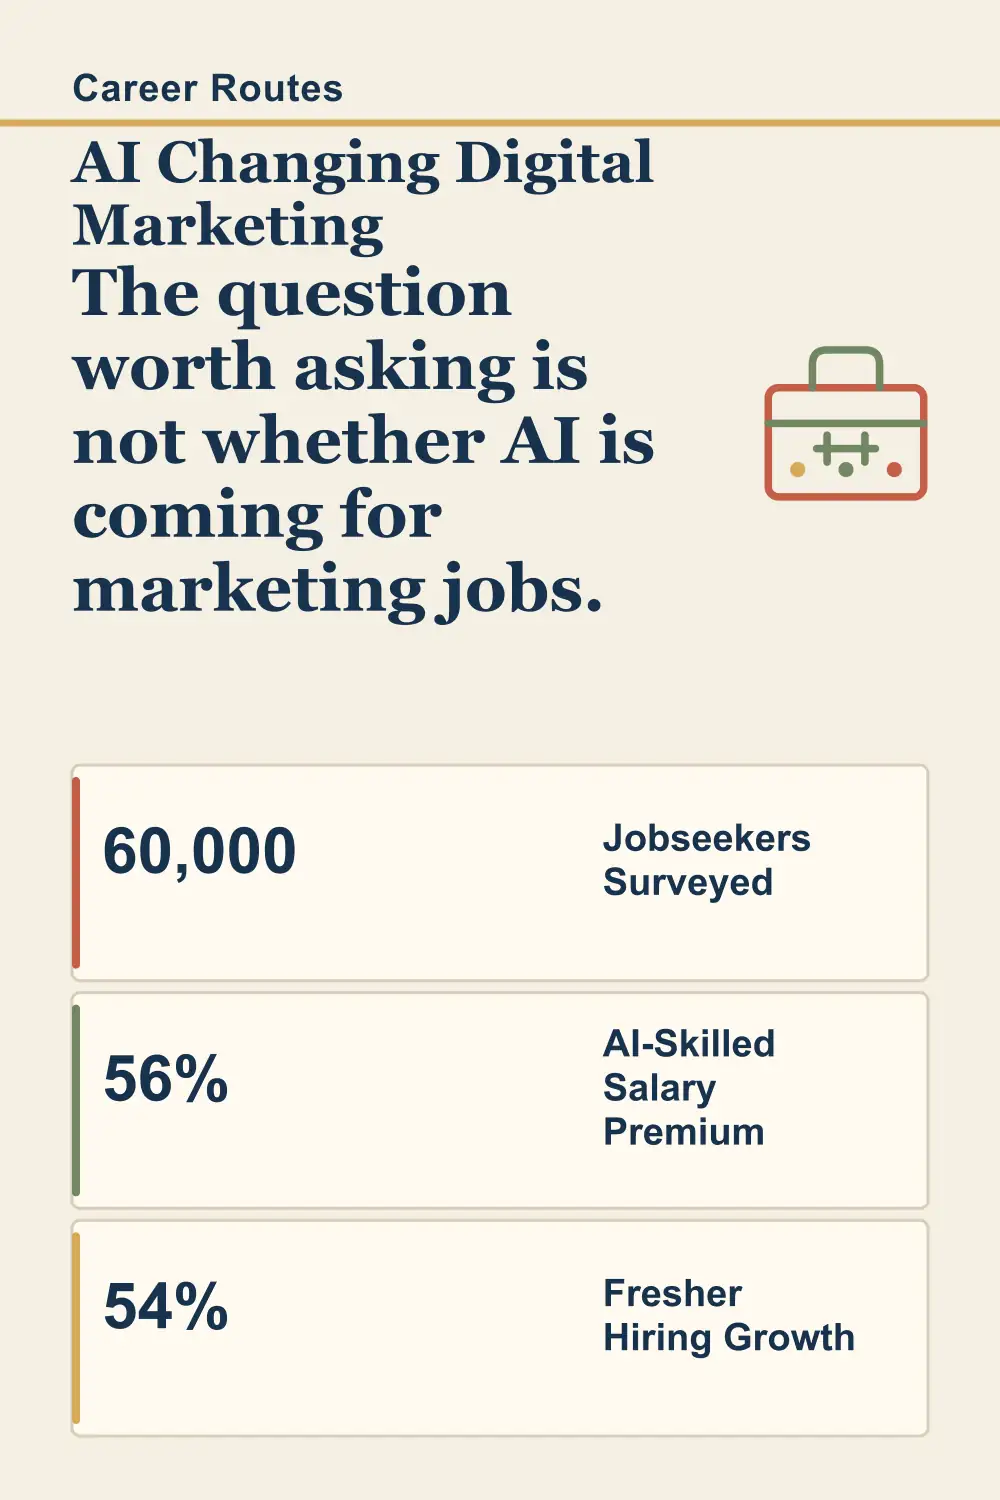 Career Routes
AI Changing Digital
Marketing
The question
worth asking is
not whether AI is
coming for
marketing jobs.
60,000
Jobseekers
Surveyed
56%
AI-Skilled
Salary
Premium
54%
Fresher
Hiring Growth